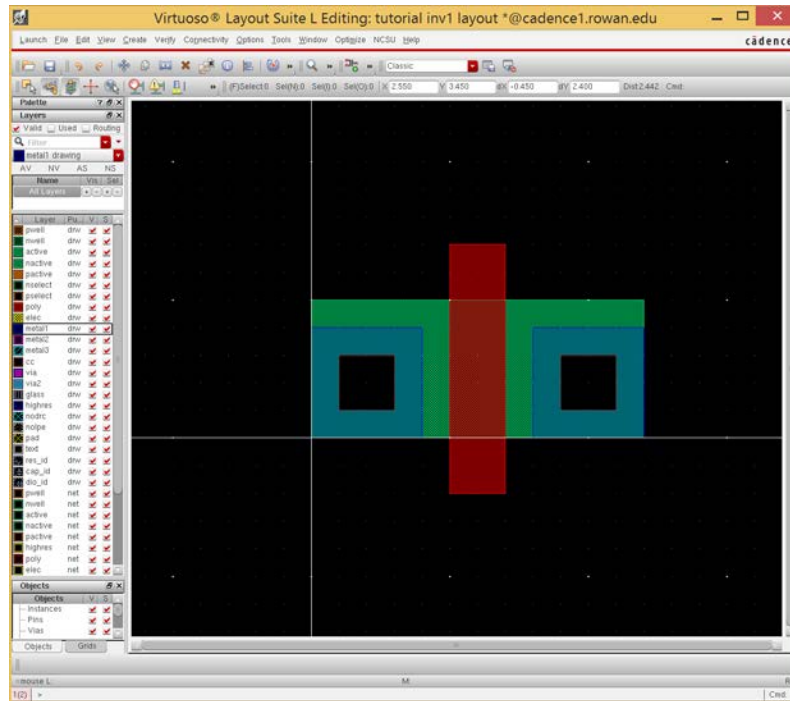 Virtuoso® Layout Suite L Editing: tutorial inv1 layout *@cadence1.rowan.edu
Launch File Edit View Create Verify Connectivity Options Tools Window Optimize NCSU Help
cādence
Classic
(F)Select:0 Sel(N):0 Sel(I):0 Sel(O):0 X 2.550 Y 3.450 dX -0.450 dY 2.400 Dist:2.442 Cmd:
Palette
Layers
Valid Used Routing
Filter
metal1 drawing
AV NV AS NS
Name Vis Sel
All Layers
Layer Pu... V S
pwell drw
nwell drw
active drw
nactive drw
pactive drw
nselect drw
pselect drw
poly drw
elec drw
metal1 drw
metal2 drw
metal3 drw
cc drw
via drw
via2 drw
glass drw
highres drw
nodrc drw
nolpe drw
pad drw
text drw
res_id drw
cap_id drw
dio_id drw
pwell net
nwell net
active net
nactive net
pactive net
highres net
poly net
elec net
Objects
Objects V S
Instances
Pins
Vias
Objects Grids
mouse L: M: R
1(2) > Cmd: